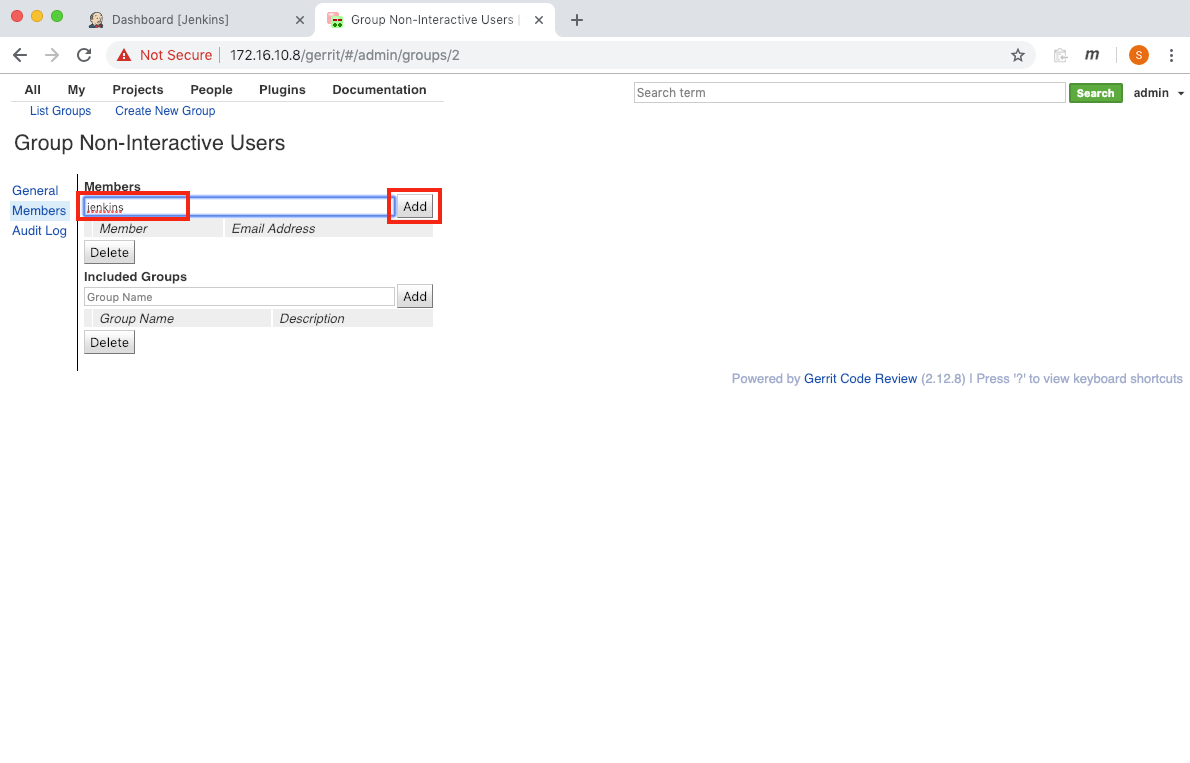 Dashboard [Jenkins]
Group Non-Interactive Users |
Not Secure
172.16.10.8/gerrit/#/admin/groups/2
m
S
All My Projects People Plugins Documentation
Search term
Search
admin
List Groups Create New Group
Group Non-Interactive Users
General
Members
Audit Log
Members
jenkins
Add
Member Email Address
Delete
Included Groups
Group Name
Add
Group Name Description
Delete
Powered by Gerrit Code Review (2.12.8) | Press '?' to view keyboard shortcuts